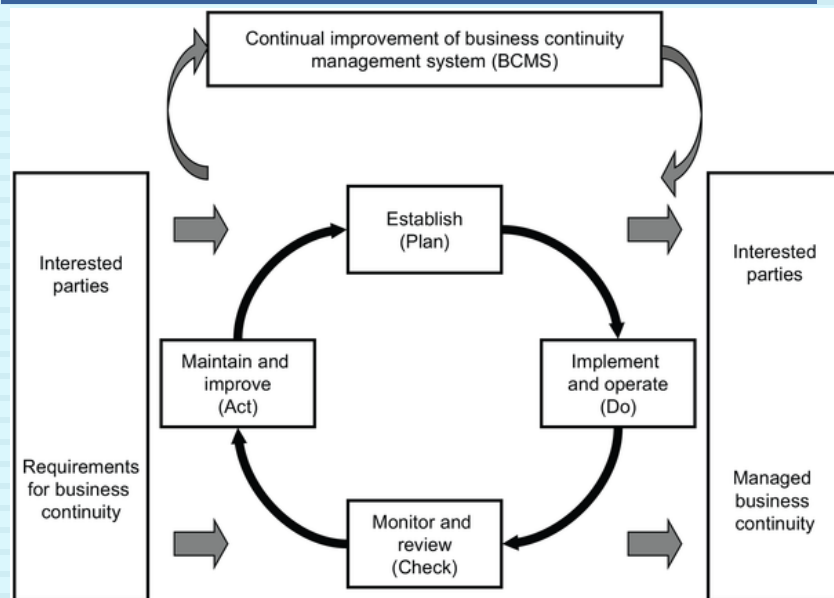 Continual improvement of business continuity
management system (BCMS)
Establish
(Plan)
Interested
parties
Interested
parties
Maintain and
improve
(Act)
Implement
and operate
(Do)
Requirements
for business
continuity
Managed
business
continuity
Monitor and
review
(Check)